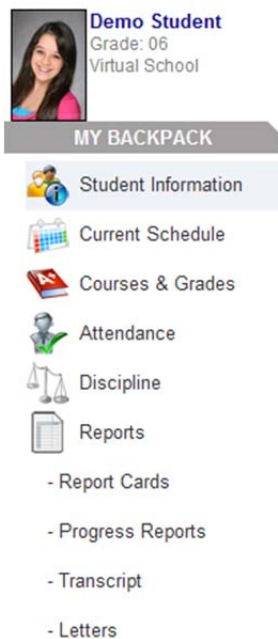 Demo Student
Grade: 06
Virtual School
MY BACKPACK
Student Information
Current Schedule
A+
Courses & Grades
Attendance
Discipline
Reports
- Report Cards
- Progress Reports
- Transcript
- Letters